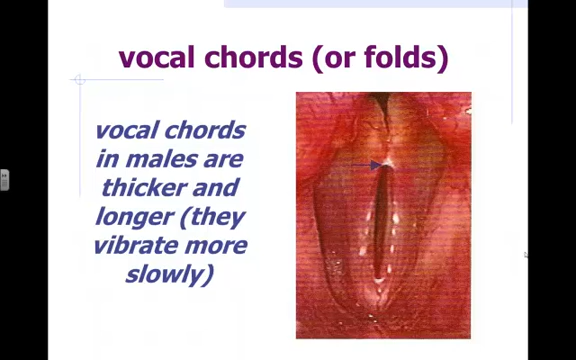 vocal chords (or folds)
vocal chords
in males are
thicker and
longer (they
vibrate more
slowly)